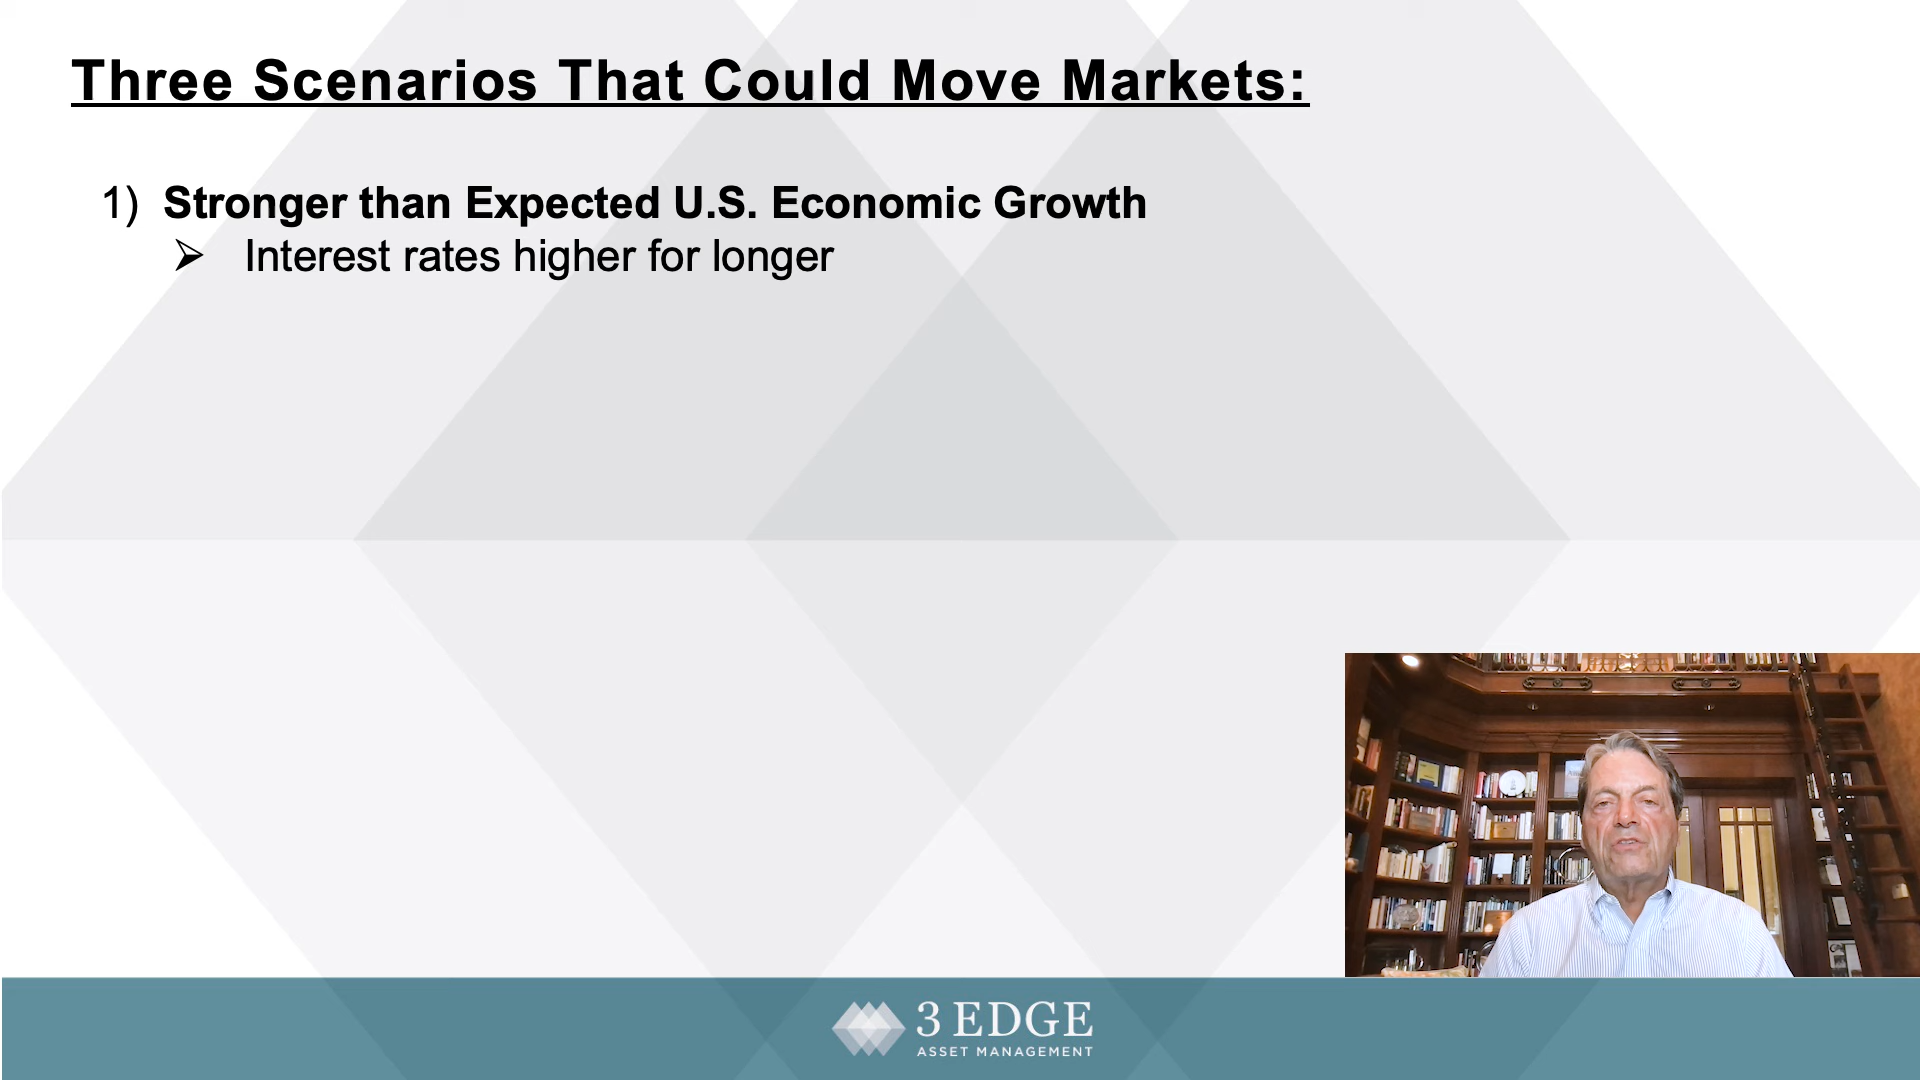 Three Scenarios That Could Move Markets:
1) Stronger than Expected U.S. Economic Growth
➢ Interest rates higher for longer
3 EDGE
ASSET MANAGEMENT